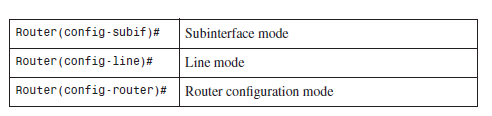 Router(config-subif)# Subinterface mode
Router(config-line)# Line mode
Router(config-router)# Router configuration mode